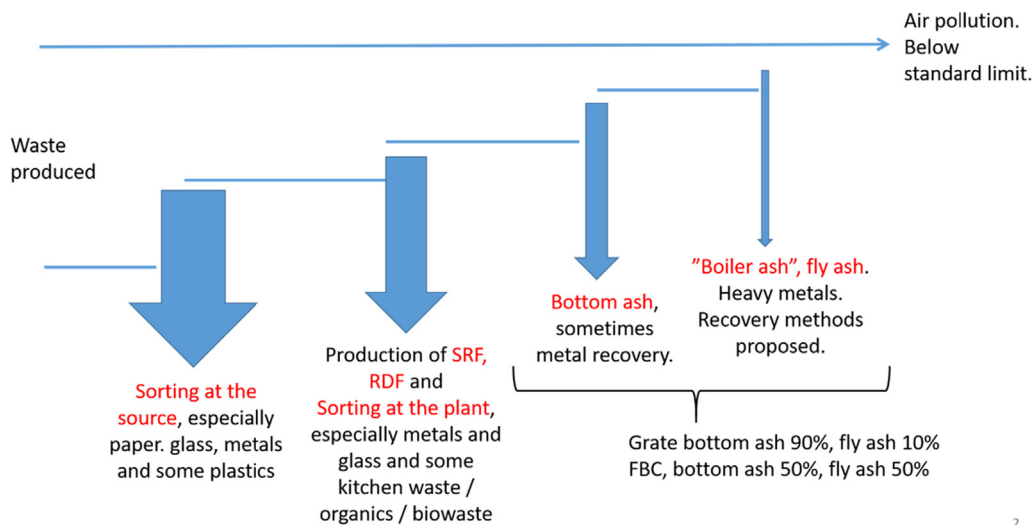 Air pollution.
Below
standard limit.
Waste
produced
Sorting at the
source, especially
paper. glass, metals
and some plastics
Production of SRF,
RDF and
Sorting at the plant,
especially metals and
glass and some
kitchen waste /
organics / biowaste
Bottom ash,
sometimes
metal recovery.
”Boiler ash”, fly ash.
Heavy metals.
Recovery methods
proposed.
Grate bottom ash 90%, fly ash 10%
FBC, bottom ash 50%, fly ash 50%
2